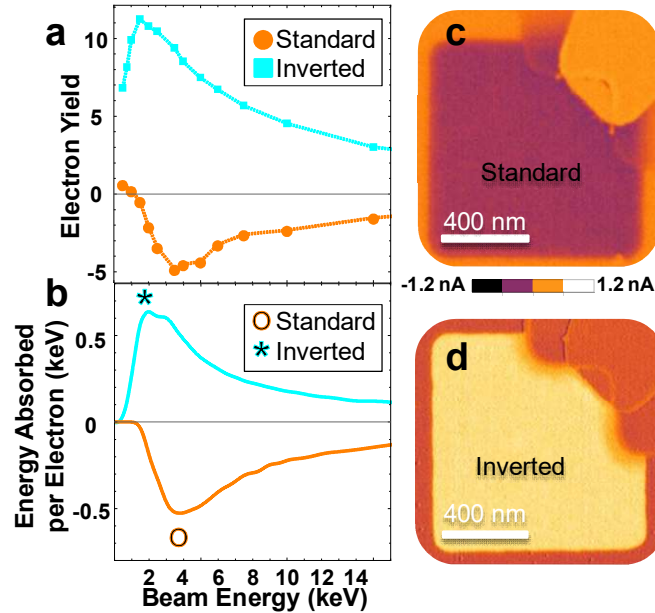 a
Electron Yield
10
5
0
-5
Standard
Inverted
b
Energy Absorbed
per Electron (keV)
0.5
0
-0.5
*
O Standard
* Inverted
O
2 4 6 8 10 12 14
Beam Energy (keV)
c
Standard
400 nm
-1.2 nA 1.2 nA
d
Inverted
400 nm